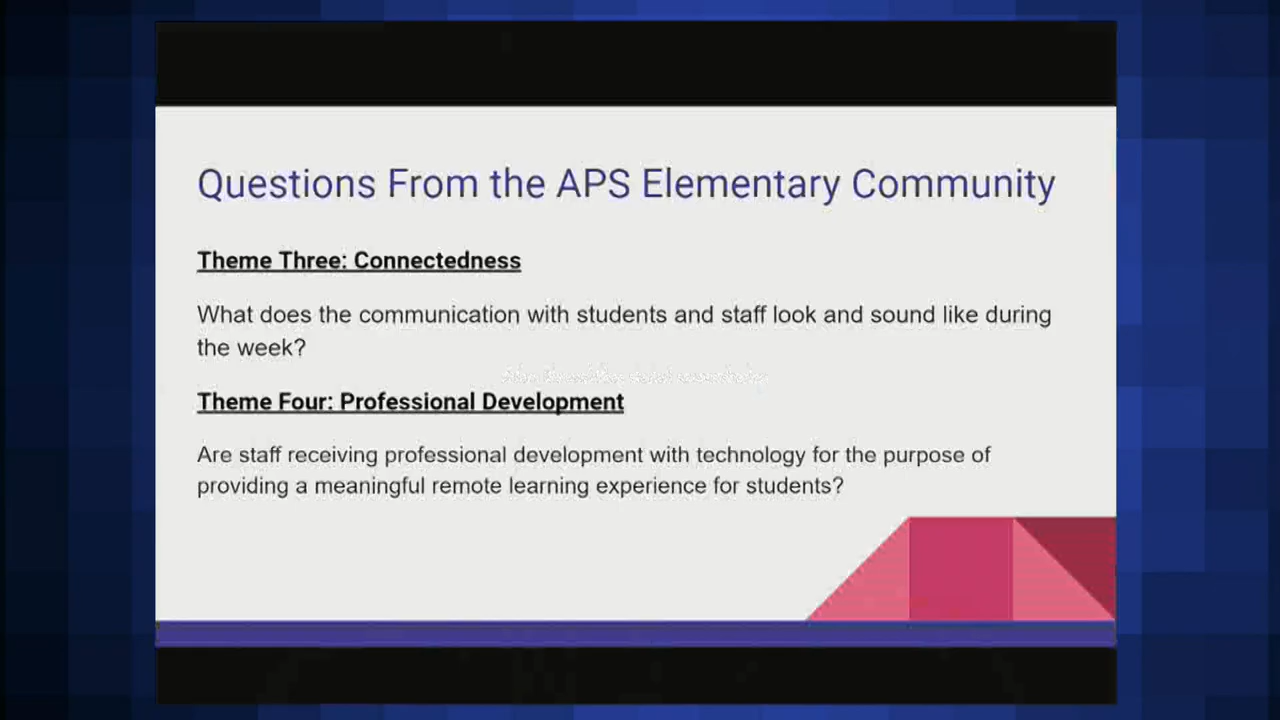 Questions From the APS Elementary Community
Theme Three: Connectedness
What does the communication with students and staff look and sound like during
the week?
Theme Four: Professional Development
Are staff receiving professional development with technology for the purpose of
providing a meaningful remote learning experience for students?